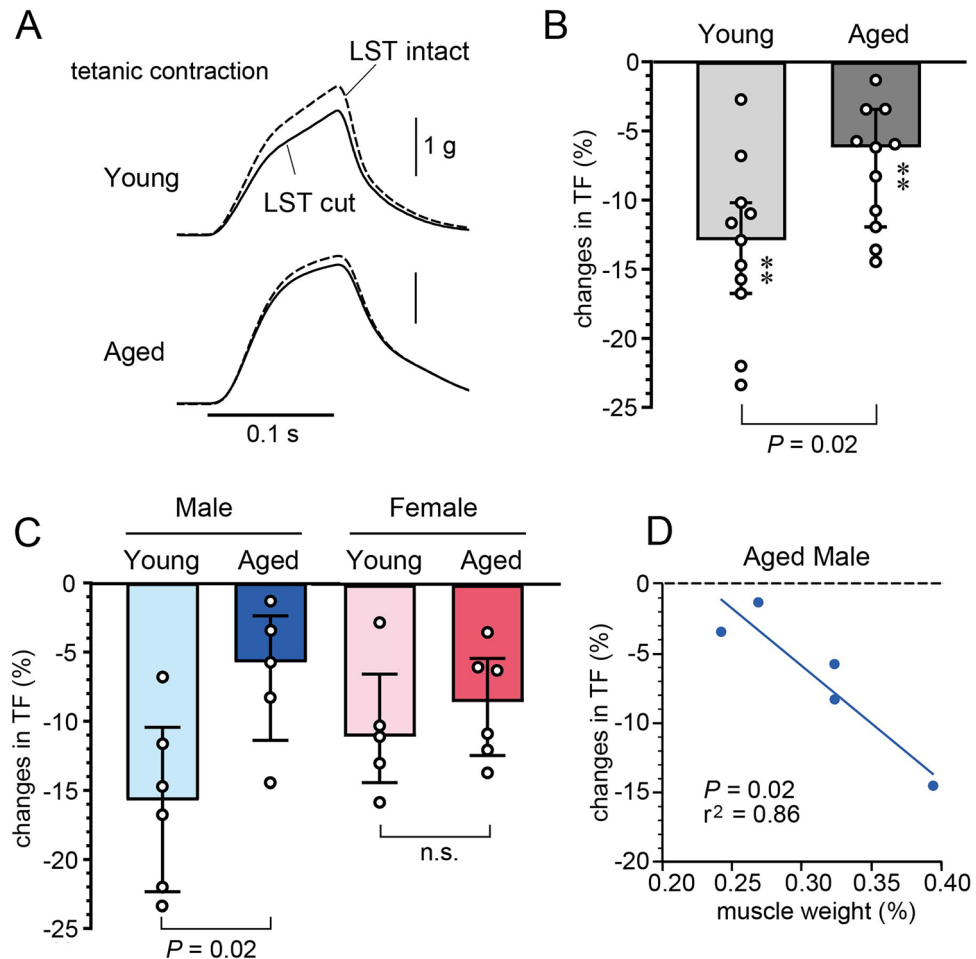 A
tetanic contraction
LST intact
1 g
Young
LST cut
Aged
0.1 s
B
Young Aged
0
-5
-10
-15
-20
-25
changes in TF (%)
**
**
P = 0.02
C
Male Female
Young Aged Young Aged
0
-5
-10
-15
-20
-25
changes in TF (%)
n.s.
P = 0.02
D
Aged Male
0
-5
-10
-15
-20
changes in TF (%)
P = 0.02
r² = 0.86
0.20 0.25 0.30 0.35 0.40
muscle weight (%)